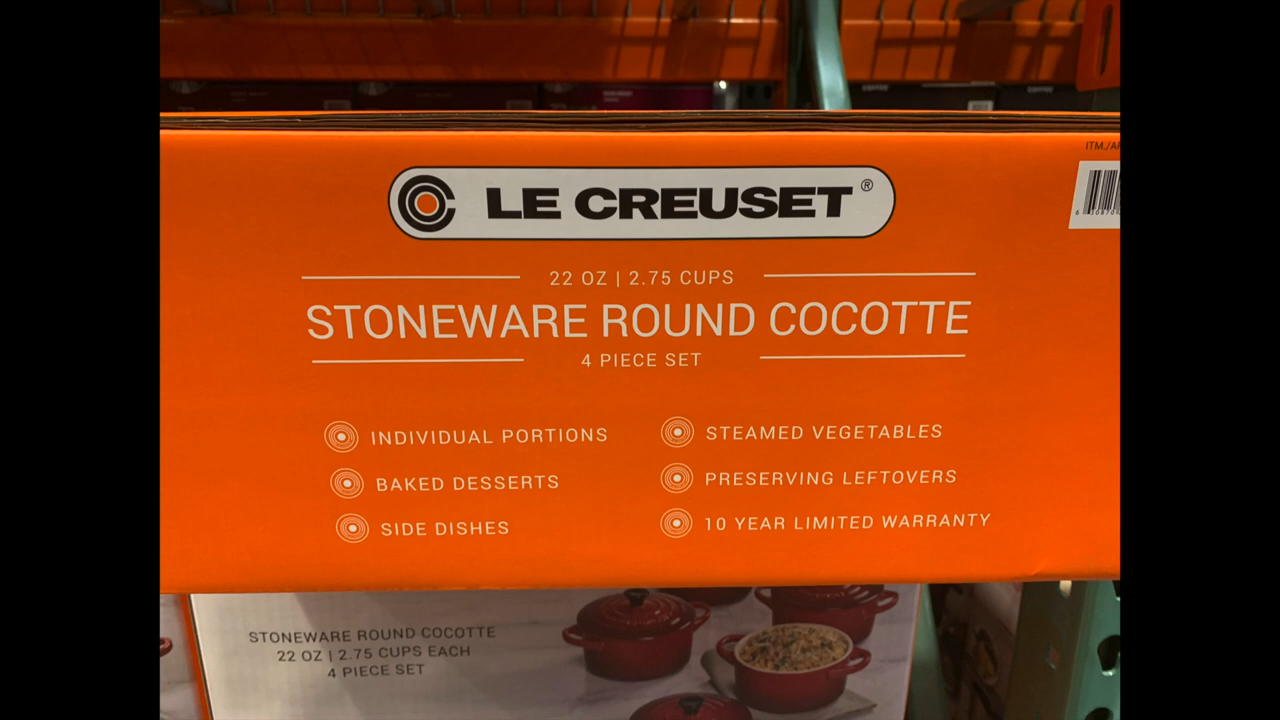 ITM./
LE CREUSET®
22 OZ | 2.75 CUPS
STONEWARE ROUND COCOTTE
4 PIECE SET
INDIVIDUAL PORTIONS
STEAMED VEGETABLES
BAKED DESSERTS
PRESERVING LEFTOVERS
SIDE DISHES
10 YEAR LIMITED WARRANTY
STONEWARE ROUND COCOTTE
22 OZ | 2.75 CUPS EACH
4 PIECE SET